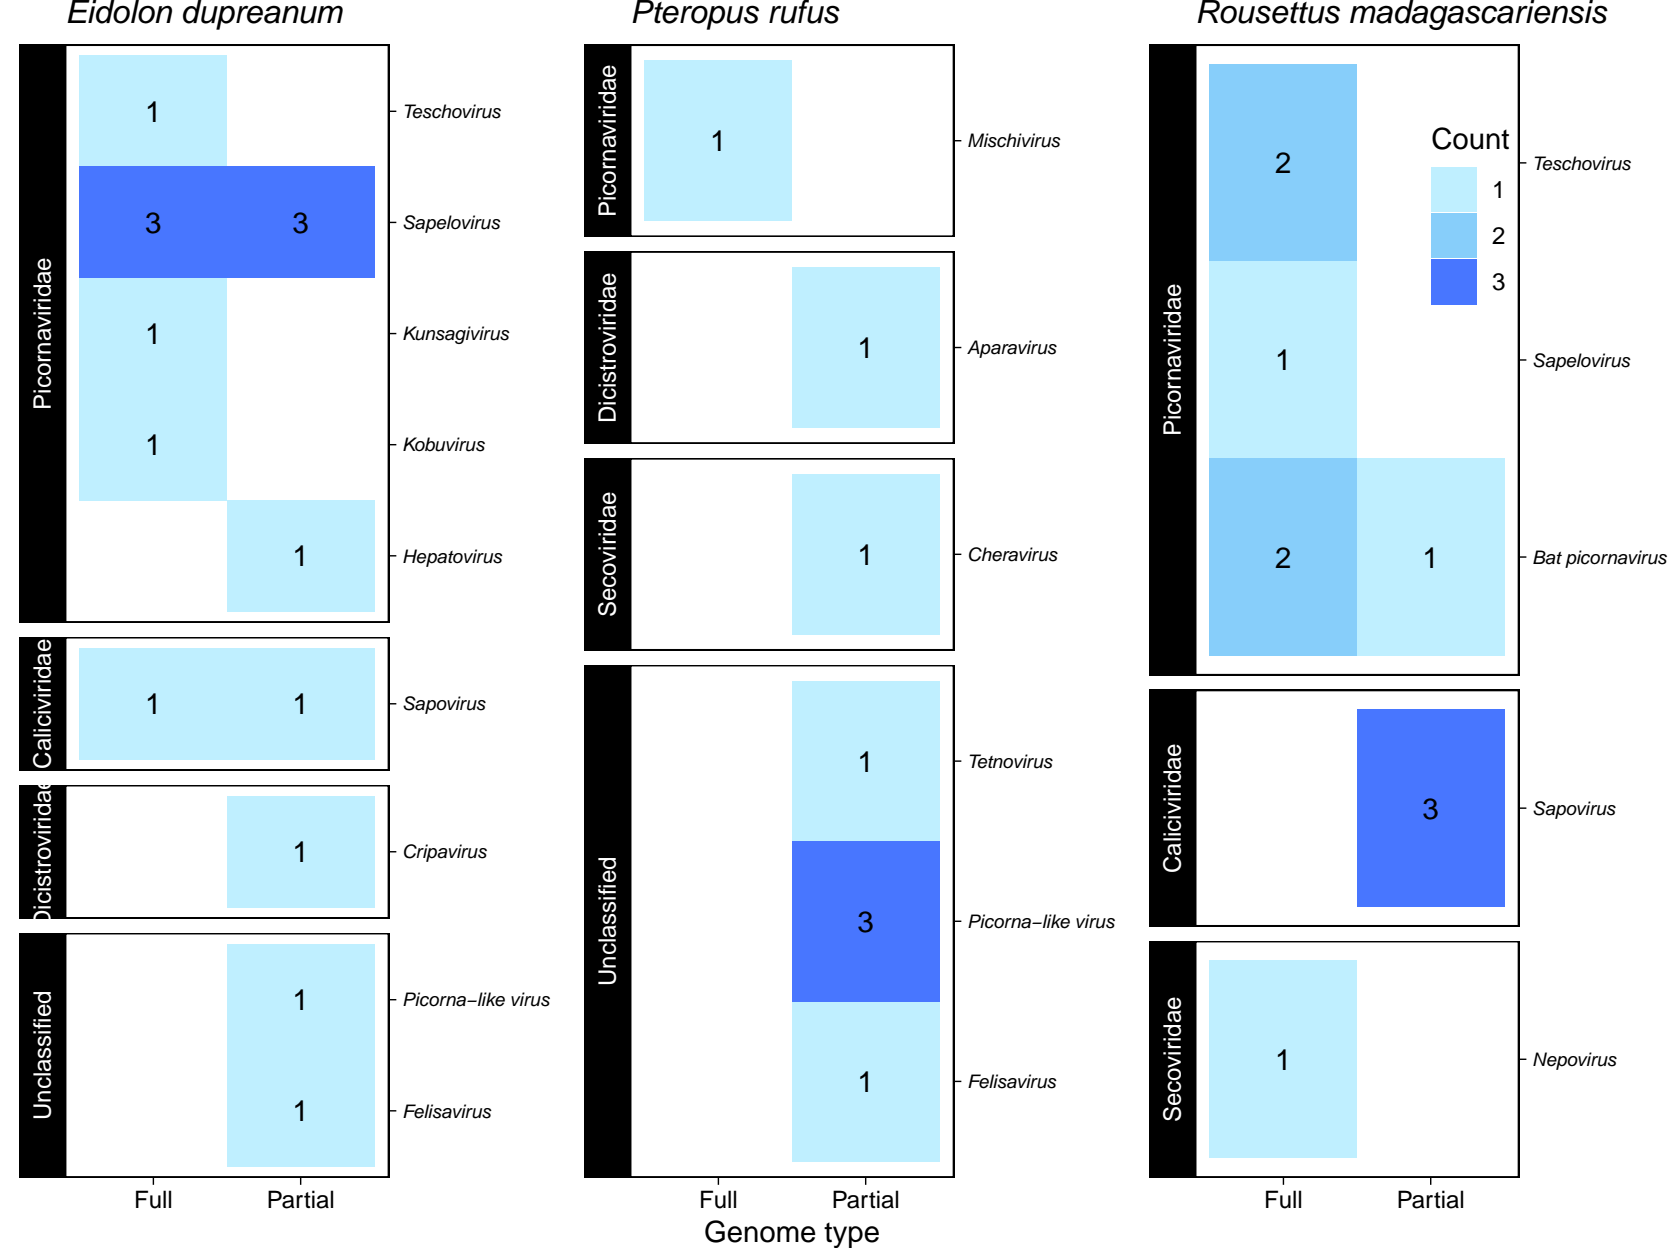 Eidolon dupreanum
Picornaviridae
1
Teschovirus
3 3
Sapelovirus
1
Kunsagivirus
1
Kobuvirus
1
Hepatovirus
Caliciviridae
1 1
Sapovirus
Dicistroviridae
1
Cripavirus
Unclassified
1
Picorna−like virus
1
Felisavirus
Full Partial
Pteropus rufus
Picornaviridae
1
Mischivirus
Dicistroviridae
1
Aparavirus
Secoviridae
1
Cheravirus
Unclassified
1
Tetnovirus
3
Picorna−like virus
1
Felisavirus
Full Partial
Genome type
Rousettus madagascariensis
Picornaviridae
2
Teschovirus
1
Sapelovirus
2 1
Bat picornavirus
Count
1
2
3
Caliciviridae
3
Sapovirus
Secoviridae
1
Nepovirus
Full Partial